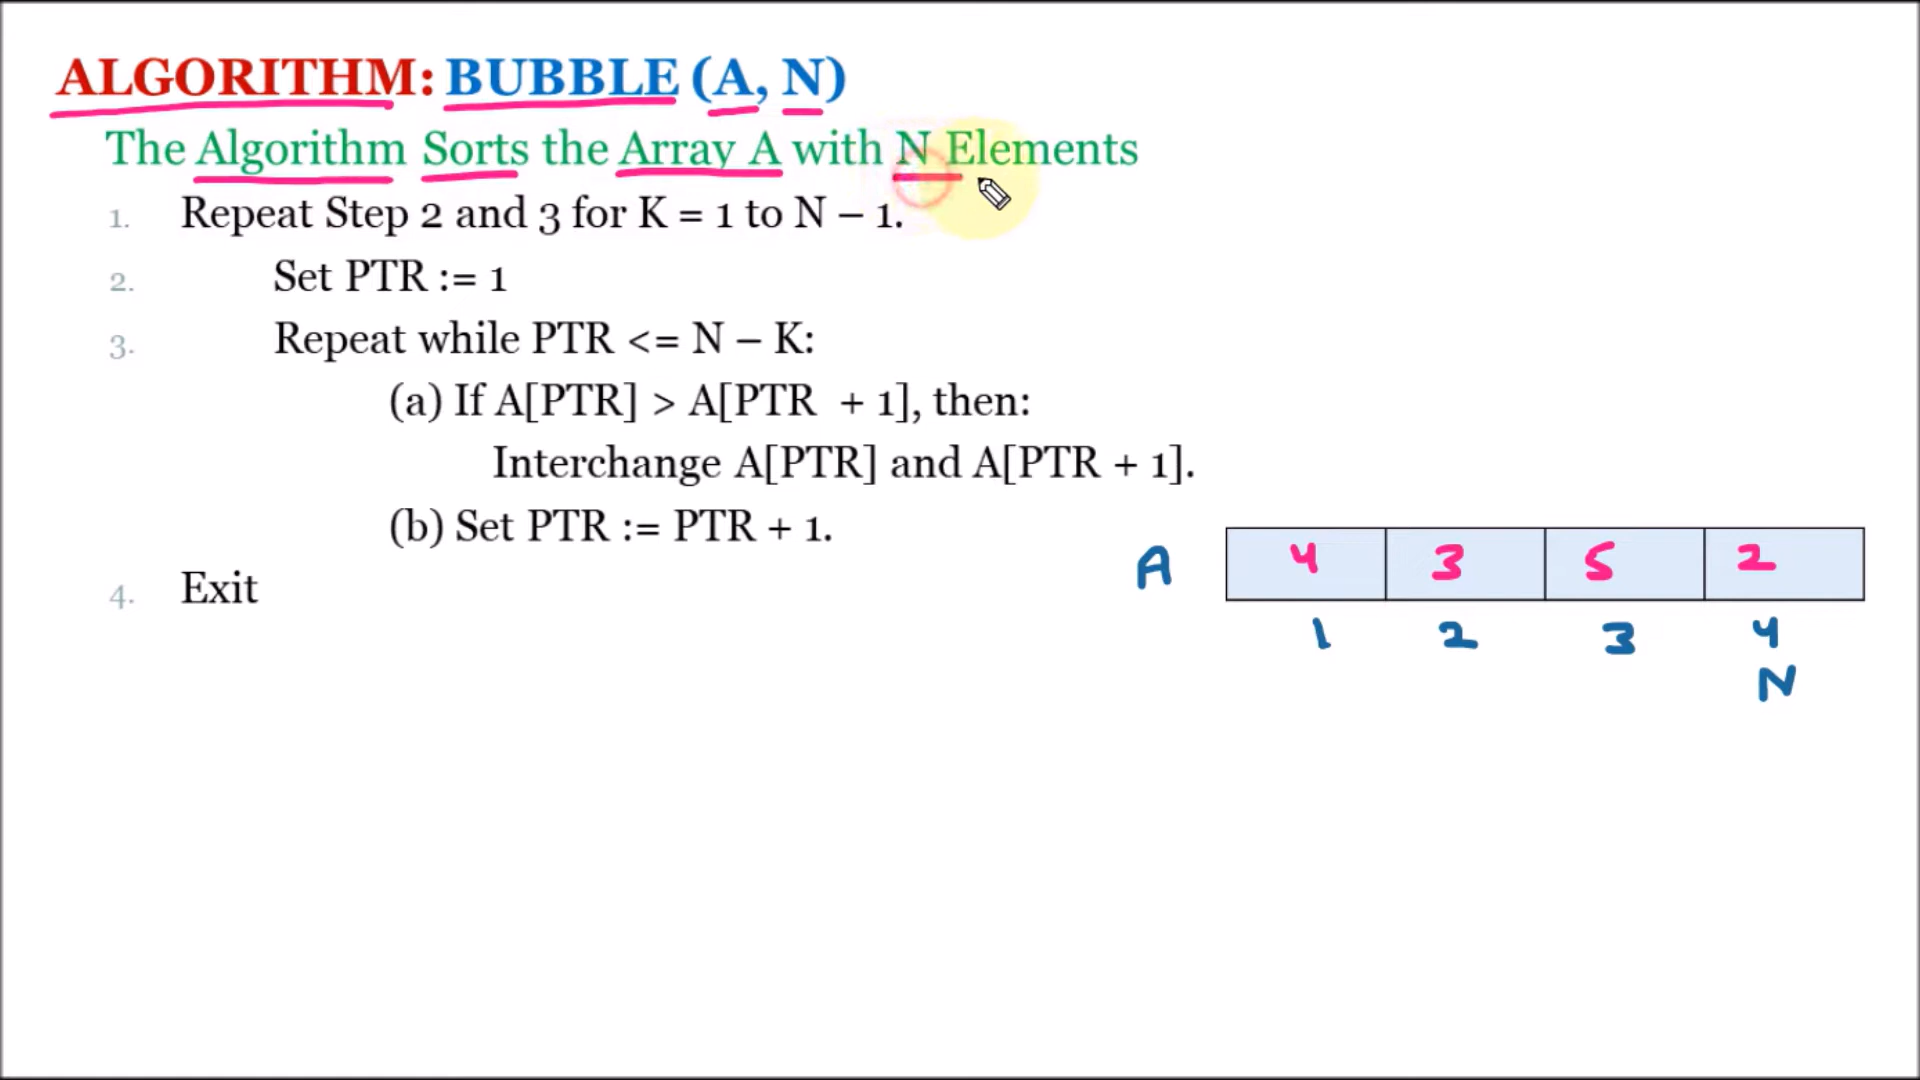 ALGORITHM: BUBBLE (A, N)
The Algorithm Sorts the Array A with N Elements
1. Repeat Step 2 and 3 for K = 1 to N – 1.
2. Set PTR := 1
3. Repeat while PTR <= N – K:
(a) If A[PTR] > A[PTR + 1], then:
Interchange A[PTR] and A[PTR + 1].
(b) Set PTR := PTR + 1.
4. Exit
A 4 3 5 2
1 2 3 4
N